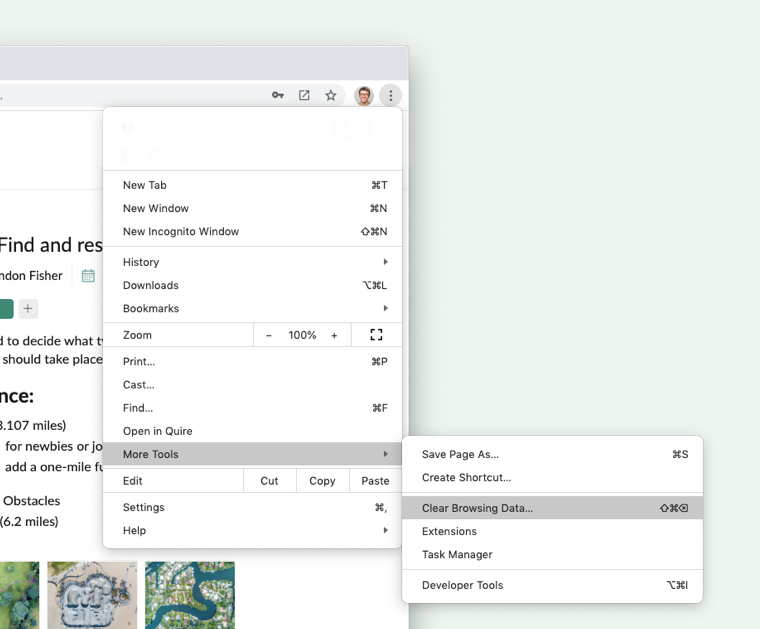 .
New Tab ⌘T
New Window ⌘N
New Incognito Window ⇧⌘N
Find and res
History
ndon Fisher
Downloads ⌥⌘L
Bookmarks
+
Zoom − 100% +
d to decide what t
should take place
Print... ⌘P
Cast...
nce:
Find... ⌘F
3.107 miles)
Open in Quire
for newbies or jo
More Tools
Save Page As... ⌘S
add a one-mile fu
Edit Cut Copy Paste
Create Shortcut...
Obstacles
Settings ⌘,
Clear Browsing Data... ⇧⌘⌫
(6.2 miles)
Help
Extensions
Task Manager
Developer Tools ⌥⌘I